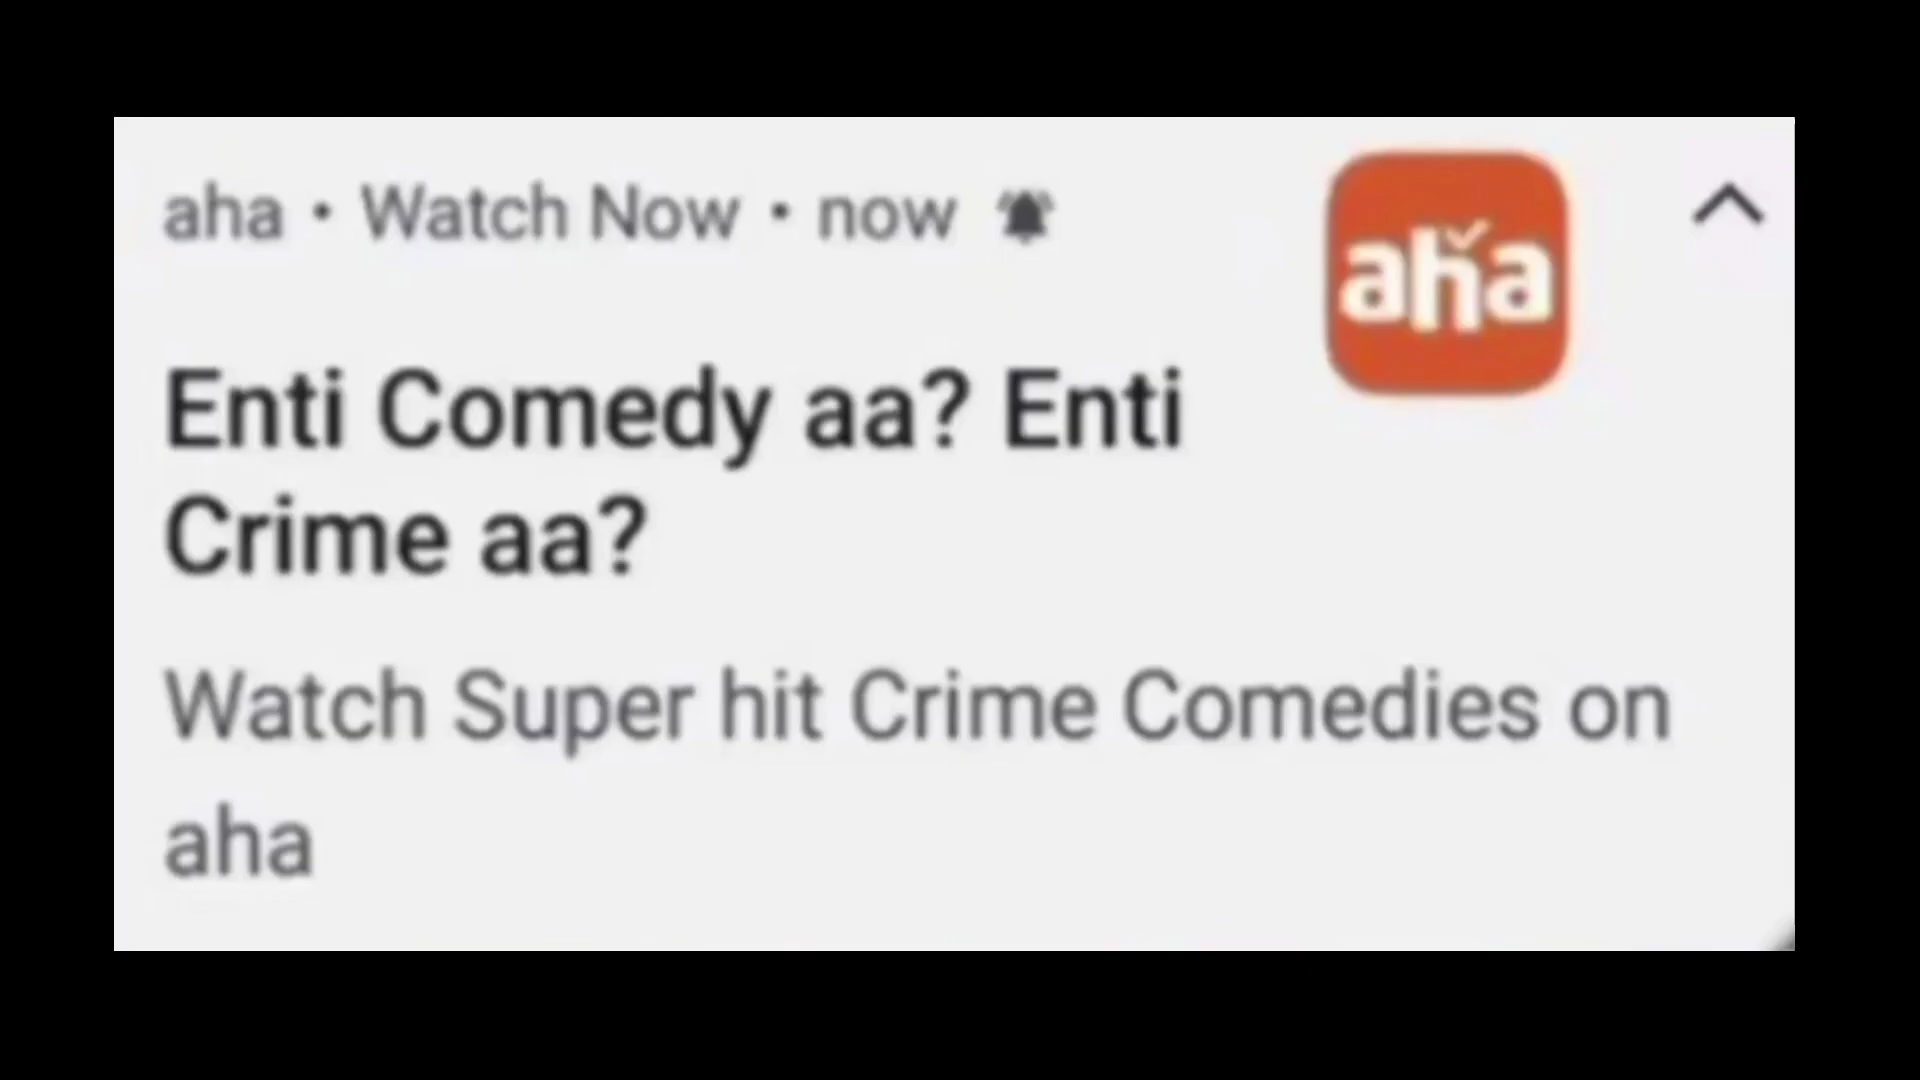 aha • Watch Now • now
aha
Enti Comedy aa? Enti
Crime aa?
Watch Super hit Crime Comedies on
aha